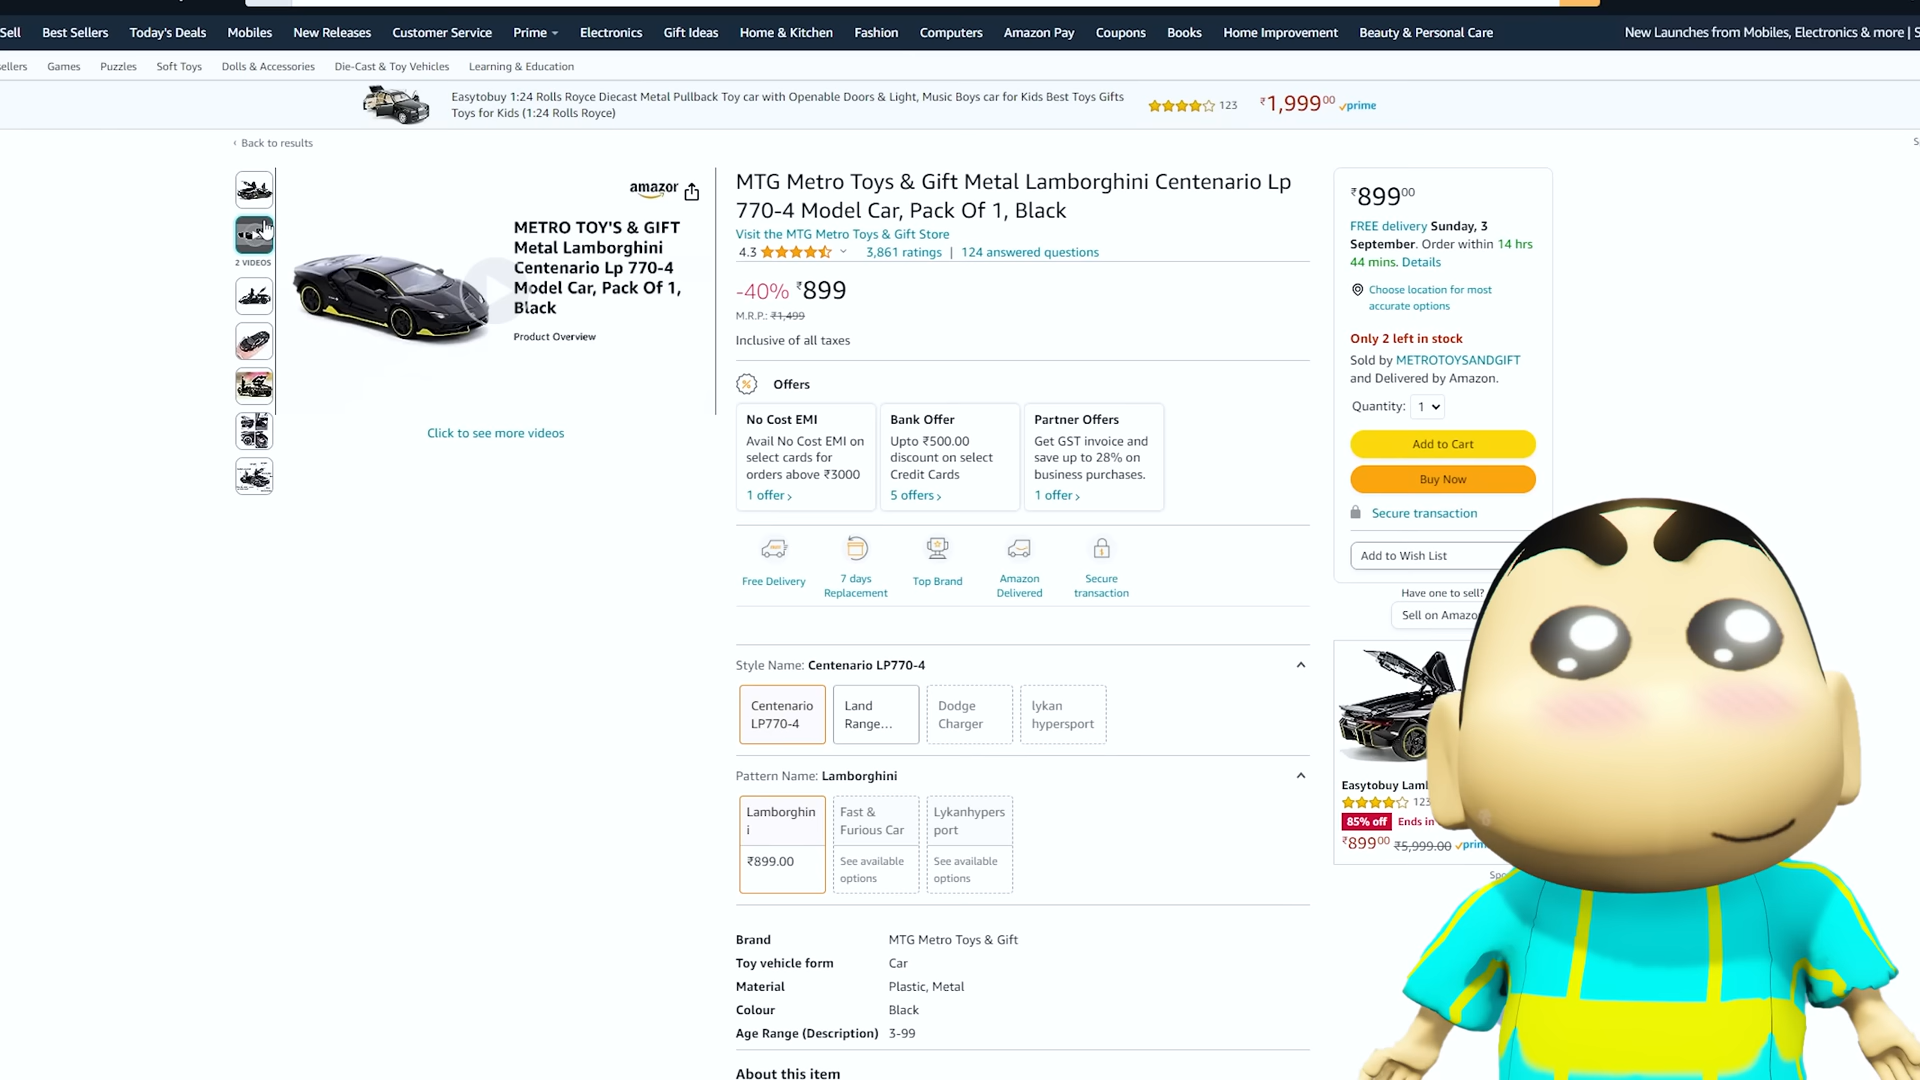 Sell Best Sellers Today's Deals Mobiles New Releases Customer Service Prime Electronics Gift Ideas Home & Kitchen Fashion Computers Amazon Pay Coupons Books Home Improvement Beauty & Personal Care New Launches from Mobiles, Electronics & more | S
ellers Games Puzzles Soft Toys Dolls & Accessories Die-Cast & Toy Vehicles Learning & Education
Easytobuy 1:24 Rolls Royce Diecast Metal Pullback Toy car with Openable Doors & Light, Music Boys car for Kids Best Toys Gifts
Toys for Kids (1:24 Rolls Royce)
123 ₹1,99900 prime
‹ Back to results
2 VIDEOS
amazon
METRO TOY'S & GIFT
Metal Lamborghini
Centenario Lp 770-4
Model Car, Pack Of 1,
Black
Product Overview
Click to see more videos
MTG Metro Toys & Gift Metal Lamborghini Centenario Lp
770-4 Model Car, Pack Of 1, Black
Visit the MTG Metro Toys & Gift Store
4.3 3,861 ratings | 124 answered questions
-40% ₹899
M.R.P.: ₹1,499
Inclusive of all taxes
Offers
No Cost EMI
Avail No Cost EMI on
select cards for
orders above ₹3000
1 offer ›
Bank Offer
Upto ₹500.00
discount on select
Credit Cards
5 offers ›
Partner Offers
Get GST invoice and
save up to 28% on
business purchases.
1 offer ›
Free Delivery
7 days
Replacement
Top Brand
Amazon
Delivered
Secure
transaction
Style Name: Centenario LP770-4
Centenario
LP770-4
Land
Range...
Dodge
Charger
lykan
hypersport
Pattern Name: Lamborghini
Lamborghin
i
₹899.00
Fast &
Furious Car
See available
options
Lykanhypers
port
See available
options
Brand MTG Metro Toys & Gift
Toy vehicle form Car
Material Plastic, Metal
Colour Black
Age Range (Description) 3-99
About this item
₹89900
FREE delivery Sunday, 3
September. Order within 14 hrs
44 mins. Details
Choose location for most
accurate options
Only 2 left in stock
Sold by METROTOYSANDGIFT
and Delivered by Amazon.
Quantity: 1
Add to Cart
Buy Now
Secure transaction
Add to Wish List
Have one to sell?
Sell on Amazo
Easytobuy Lam
123
85% off Ends in
₹89900 ₹5,999.00 prim
Spo